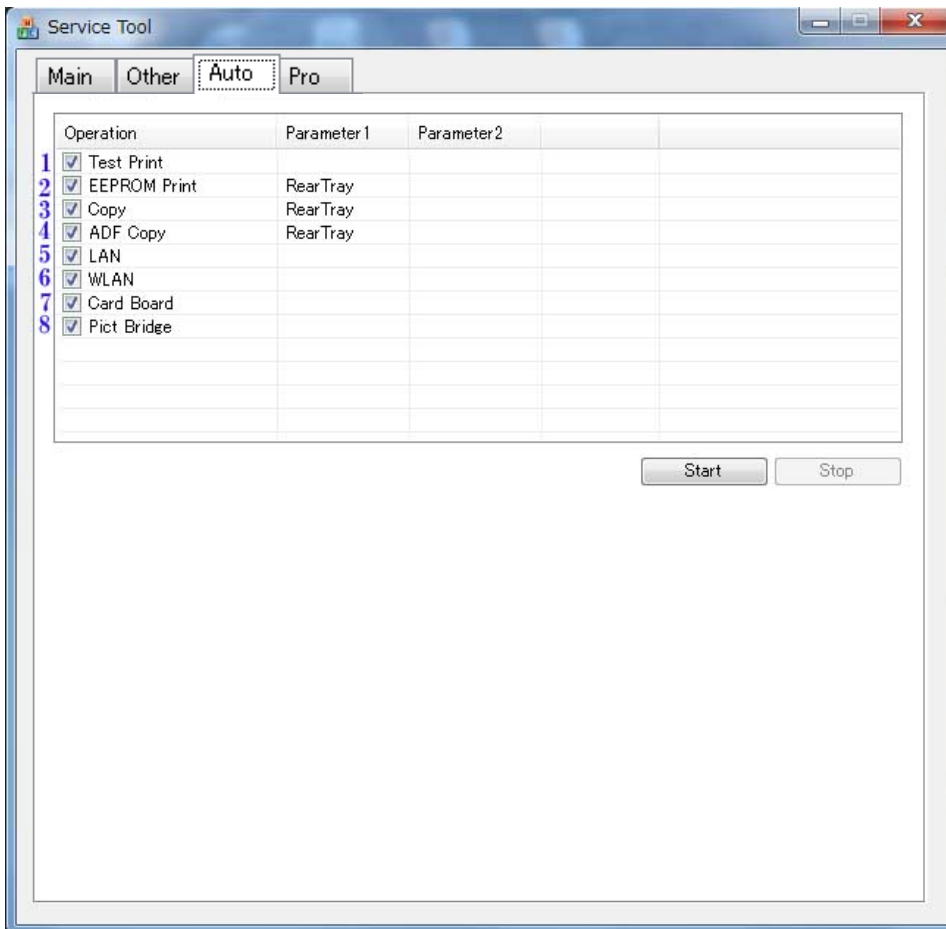 Service Tool
Main Other Auto Pro
Operation Parameter1 Parameter2
1 Test Print
2 EEPROM Print RearTray
3 Copy RearTray
4 ADF Copy RearTray
5 LAN
6 WLAN
7 Card Board
8 Pict Bridge
Start Stop